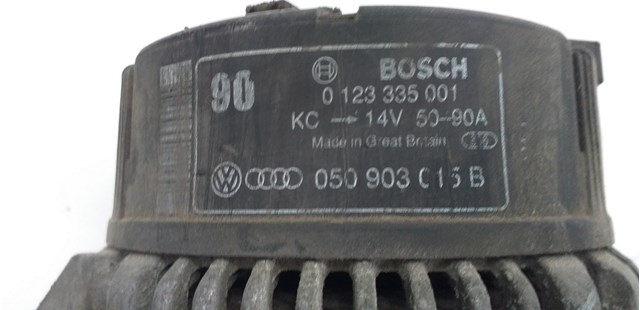 90
BOSCH
0 123 335 001
KC → 14V 50-90A
Made in Great Britain
050 903 015 B